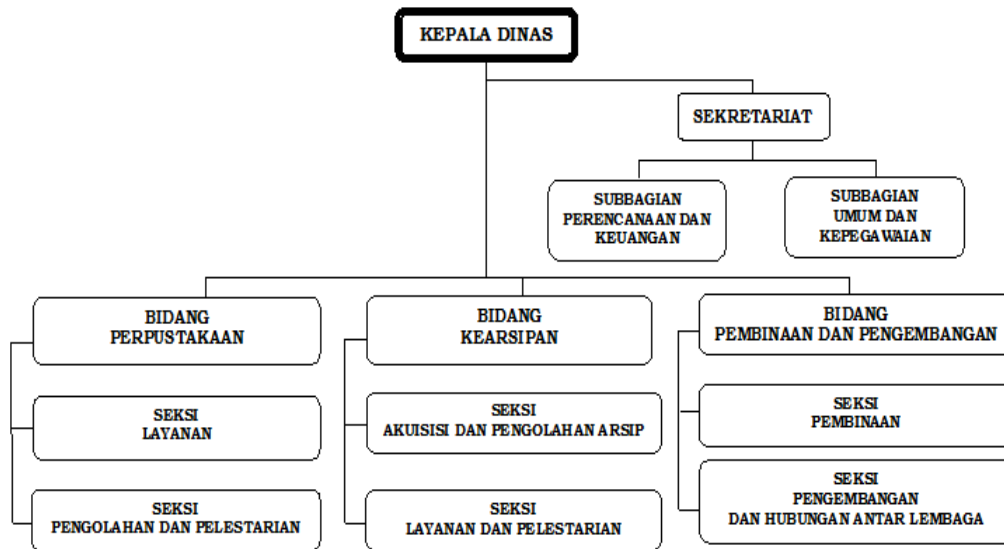 KEPALA DINAS
SEKRETARIAT
SUBBAGIAN
PERENCANAAN DAN
KEUANGAN
SUBBAGIAN
UMUM DAN
KEPEGAWAIAN
BIDANG
PERPUSTAKAAN
BIDANG
KEARSIPAN
BIDANG
PEMBINAAN DAN PENGEMBANGAN
SEKSI
LAYANAN
SEKSI
AKUISISI DAN PENGOLAHAN ARSIP
SEKSI
PEMBINAAN
SEKSI
PENGOLAHAN DAN PELESTARIAN
SEKSI
LAYANAN DAN PELESTARIAN
SEKSI
PENGEMBANGAN
DAN HUBUNGAN ANTAR LEMBAGA